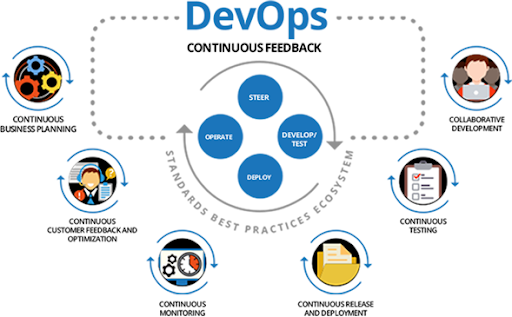 DevOps
CONTINUOUS FEEDBACK
STEER
OPERATE
DEVELOP/
TEST
DEPLOY
STANDARDS BEST PRACTICES ECOSYSTEM
CONTINUOUS
BUSINESS PLANNING
COLLABORATIVE
DEVELOPMENT
CONTINUOUS
CUSTOMER FEEDBACK AND
OPTIMIZATION
CONTINUOUS
TESTING
CONTINUOUS
MONITORING
CONTINUOUS RELEASE
AND DEPLOYMENT